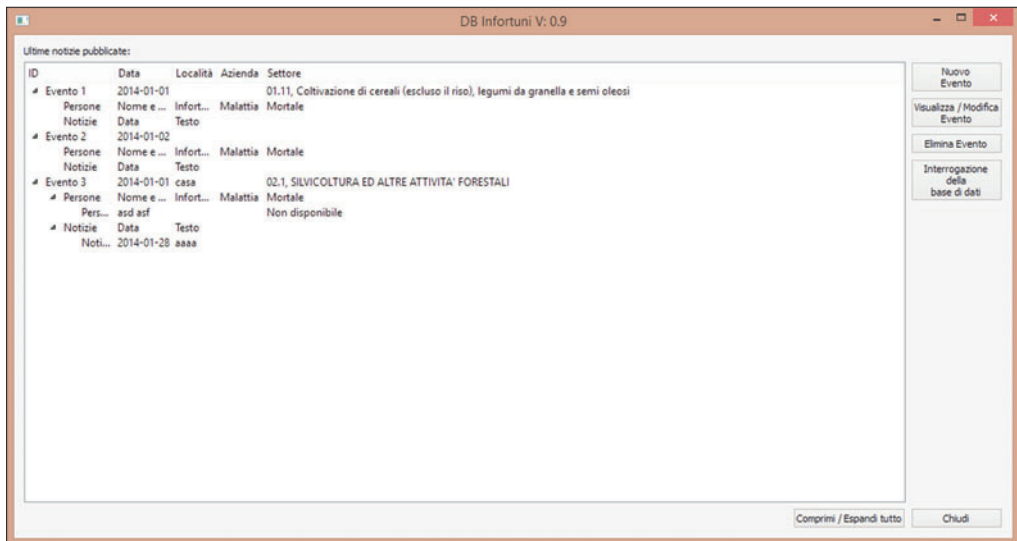 DB Infortuni V: 0.9
Ultime notizie pubblicate:
ID Data Località Azienda Settore
Evento 1 2014-01-01 01.11, Coltivazione di cereali (escluso il riso), legumi da granella e semi oleosi
Persone Nome e ... Infort... Malattia Mortale
Notizie Data Testo
Evento 2 2014-01-02
Persone Nome e ... Infort... Malattia Mortale
Notizie Data Testo
Evento 3 2014-01-01 casa 02.1, SILVICOLTURA ED ALTRE ATTIVITA' FORESTALI
Persone Nome e ... Infort... Malattia Mortale
Pers... asd asf Non disponibile
Notizie Data Testo
Noti... 2014-01-28 aaaa
Nuovo
Evento
Visualizza / Modifica
Evento
Elimina Evento
Interrogazione
della
base di dati
Comprimi / Espandi tutto
Chiudi